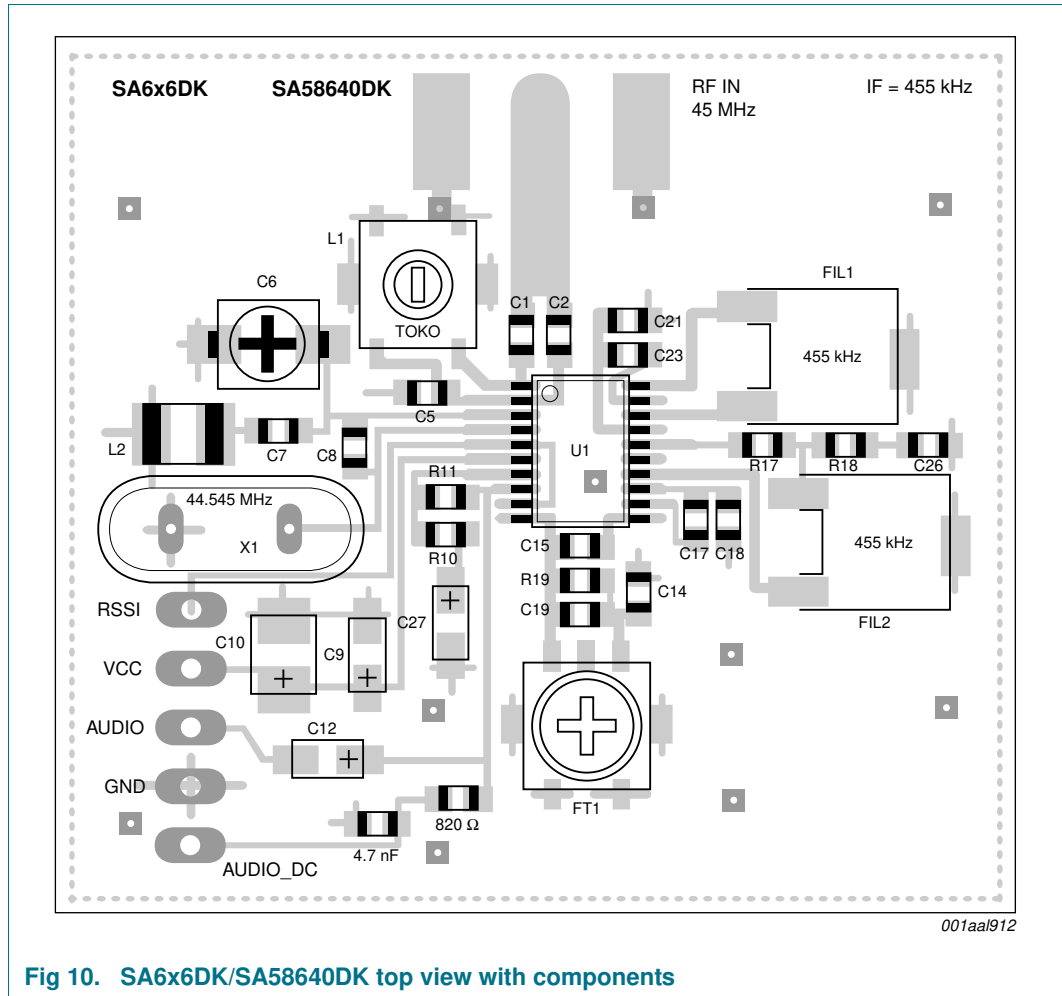 SA6x6DK SA58640DK RF IN IF = 455 kHz
45 MHz
L1
C6
FIL1
C1 C2
C21
TOKO
C23
455 kHz
C5
L2
C7
C8
U1
R11
R17 R18 C26
44.545 MHz
X1
R10
C15
C17 C18
455 kHz
R19
C14
RSSI
C19
C27
FIL2
C10
C9
VCC
AUDIO
C12
GND
FT1
820 Ω
4.7 nF
AUDIO_DC
001aal912
Fig 10. SA6x6DK/SA58640DK top view with components